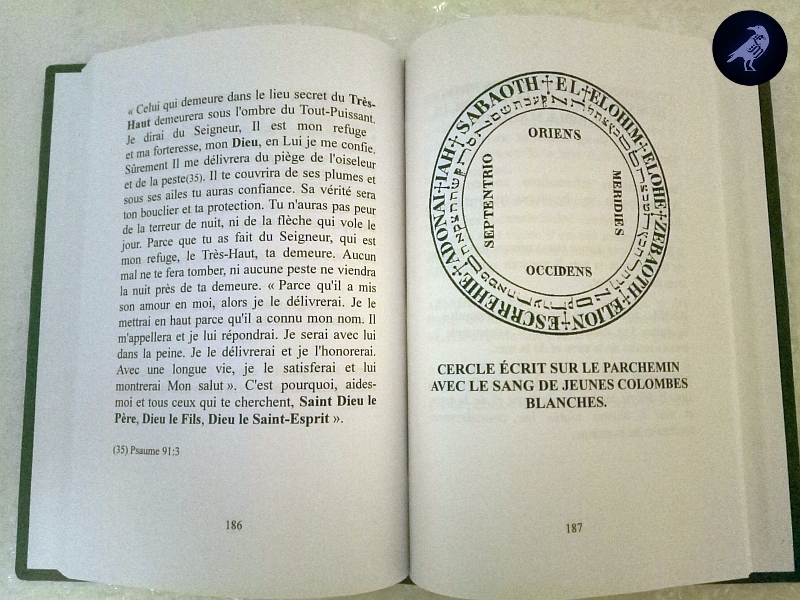 « Celui qui demeure dans le lieu secret du Très-
Haut demeurera sous l'ombre du Tout-Puissant.
Je dirai du Seigneur, Il est mon refuge
et ma forteresse, mon Dieu, en Lui je me confie.
Sûrement Il me délivrera du piège de l'oiseleur
et de la peste(35). Il te couvrira de ses plumes et
sous ses ailes tu auras confiance. Sa vérité sera
ton bouclier et ta protection. Tu n'auras pas peur
de la terreur de nuit, ni de la flèche qui vole le
jour. Parce que tu as fait du Seigneur, qui est
mon refuge, le Très-Haut, ta demeure. Aucun
mal ne te fera tomber, ni aucune peste ne viendra
la nuit près de ta demeure. « Parce qu'il a mis
son amour en moi, alors je le délivrerai. Je le
mettrai en haut parce qu'il a connu mon nom. Il
m'appellera et je lui répondrai. Je serai avec lui
dans la peine. Je le délivrerai et je l'honorerai.
Avec une longue vie, je le satisferai et lui
montrerai Mon salut ». C'est pourquoi, aides-
moi et tous ceux qui te cherchent, Saint Dieu le
Père, Dieu le Fils, Dieu le Saint-Esprit ».
(35) Psaume 91:3
186
ADONAI † IAH † SABAOTH † EL † ELOHIM † ELOHE † ZEBAOTH † ELION † ESCRREHIE †
ORIENS
SEPTENTRIO
MERIDIES
OCCIDENS
CERCLE ÉCRIT SUR LE PARCHEMIN
AVEC LE SANG DE JEUNES COLOMBES
BLANCHES.
187